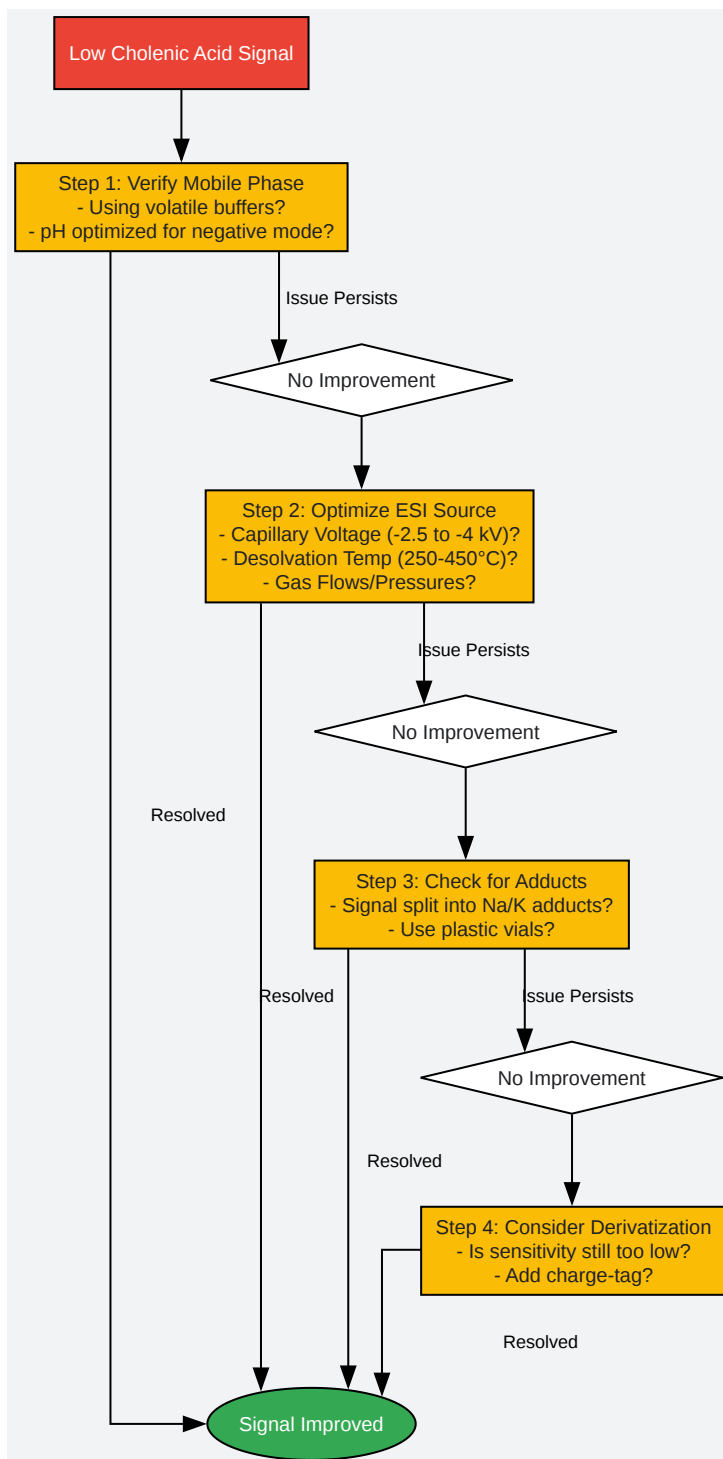 Low Cholenic Acid Signal
Step 1: Verify Mobile Phase
- Using volatile buffers?
- pH optimized for negative mode?
Issue Persists
No Improvement
Step 2: Optimize ESI Source
- Capillary Voltage (-2.5 to -4 kV)?
- Desolvation Temp (250-450°C)?
- Gas Flows/Pressures?
Issue Persists
No Improvement
Resolved
Step 3: Check for Adducts
- Signal split into Na/K adducts?
- Use plastic vials?
Resolved
Issue Persists
No Improvement
Resolved
Step 4: Consider Derivatization
- Is sensitivity still too low?
- Add charge-tag?
Resolved
Signal Improved